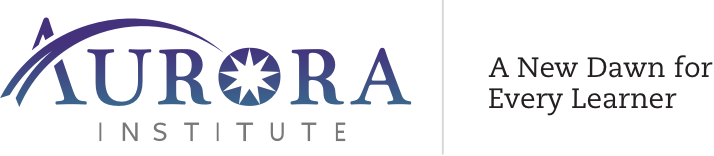 AURORA
INSTITUTE
A New Dawn for
Every Learner